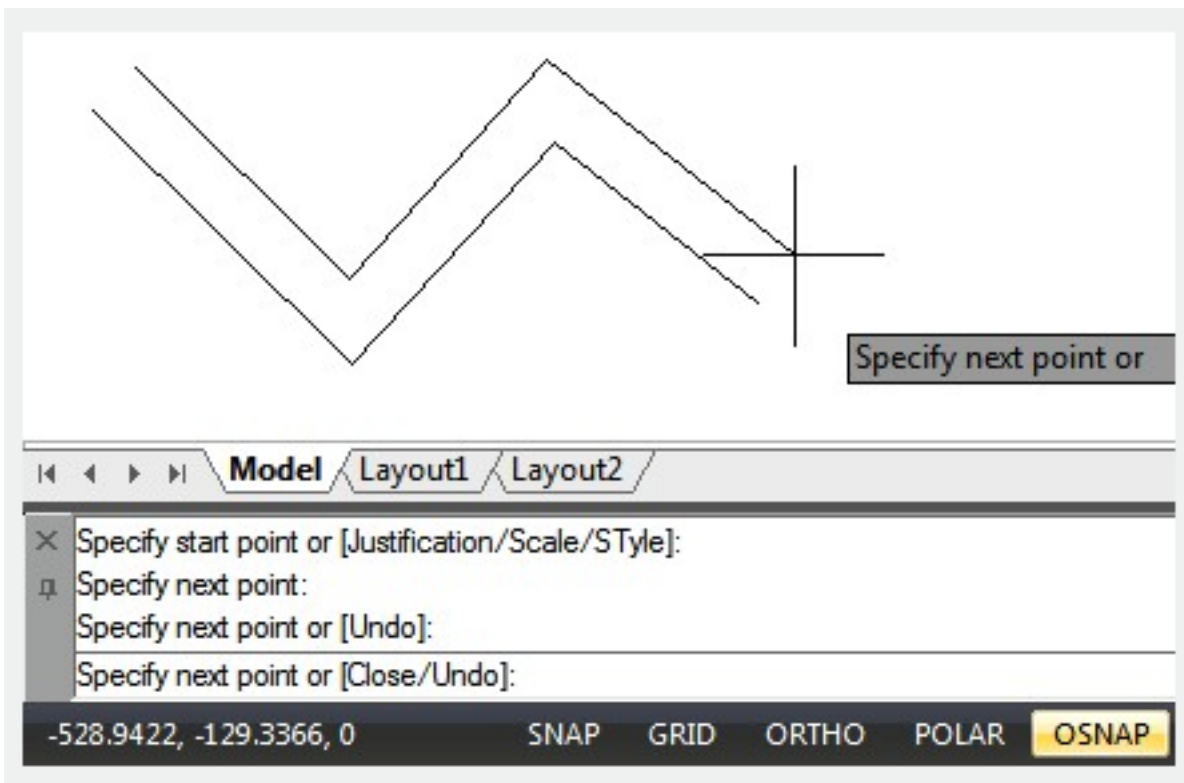 Specify next point or
Model Layout1 Layout2
Specify start point or [Justification/Scale/STyle]:
Specify next point:
Specify next point or [Undo]:
Specify next point or [Close/Undo]:
-528.9422, -129.3366, 0 SNAP GRID ORTHO POLAR OSNAP